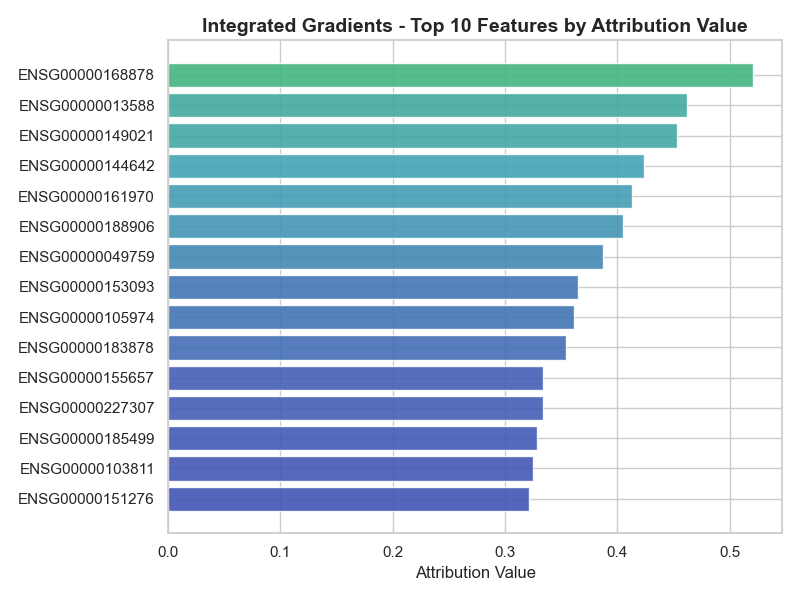 Integrated Gradients - Top 10 Features by Attribution Value
ENSG00000168878
ENSG00000013588
ENSG00000149021
ENSG00000144642
ENSG00000161970
ENSG00000188906
ENSG00000049759
ENSG00000153093
ENSG00000105974
ENSG00000183878
ENSG00000155657
ENSG00000227307
ENSG00000185499
ENSG00000103811
ENSG00000151276
0.0 0.1 0.2 0.3 0.4 0.5
Attribution Value